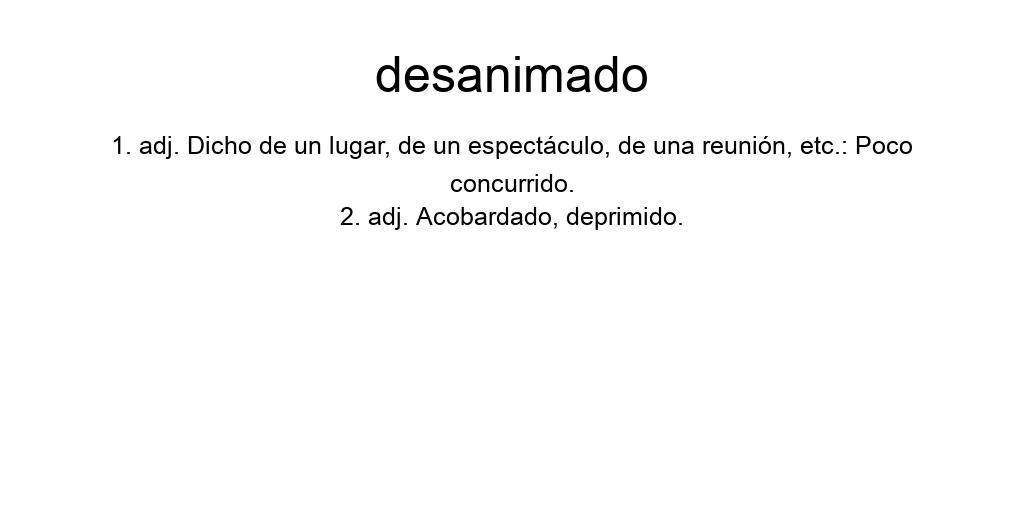 desanimado
1. adj. Dicho de un lugar, de un espectáculo, de una reunión, etc.: Poco
concurrido.
2. adj. Acobardado, deprimido.